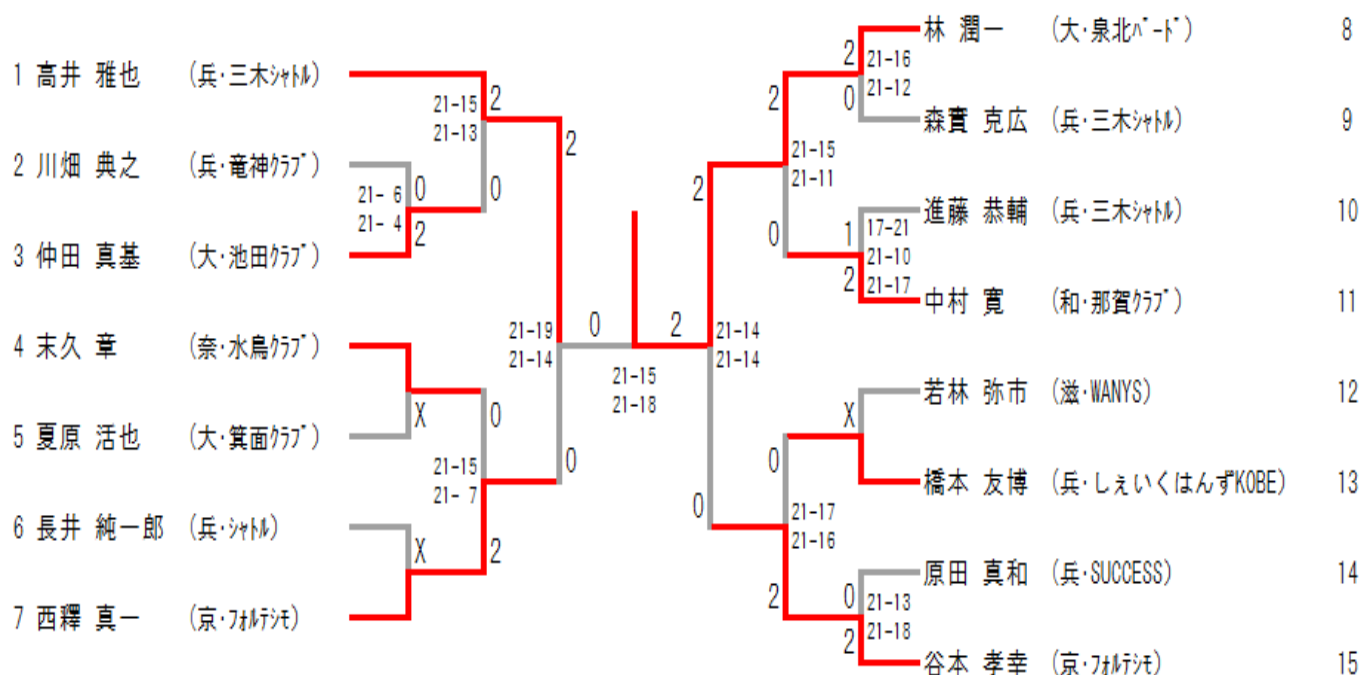 1 高井 雅也 (兵・三木ｼｬﾄﾙ)
2 川畑 典之 (兵・竜神ｸﾗﾌﾞ)
3 仲田 真基 (大・池田ｸﾗﾌﾞ)
4 末久 章 (奈・水鳥ｸﾗﾌﾞ)
5 夏原 活也 (大・箕面ｸﾗﾌﾞ)
6 長井 純一郎 (兵・ｼｬﾄﾙ)
7 西釋 真一 (京・ﾌｫﾙﾃｼﾓ)
21-15 2
21-13
0
21- 6 0
21- 4
2
2
X
0
21-15
21- 7
X
2
21-19
21-14
0
0
21-15
21-18
2
林 潤一 (大・泉北ﾊﾞｰﾄﾞ) 8
森實 克広 (兵・三木ｼｬﾄﾙ) 9
進藤 恭輔 (兵・三木ｼｬﾄﾙ) 10
中村 寛 (和・那賀ｸﾗﾌﾞ) 11
若林 弥市 (滋・WANYS) 12
橋本 友博 (兵・しぇいくはんずKOBE) 13
原田 真和 (兵・SUCCESS) 14
谷本 孝幸 (京・ﾌｫﾙﾃｼﾓ) 15
2 21-16
0 21-12
2
21-15
21-11
0
1 17-21
21-10
2 21-17
2
21-14
21-14
0
X
0
21-17
21-16
2
0 21-13
2 21-18